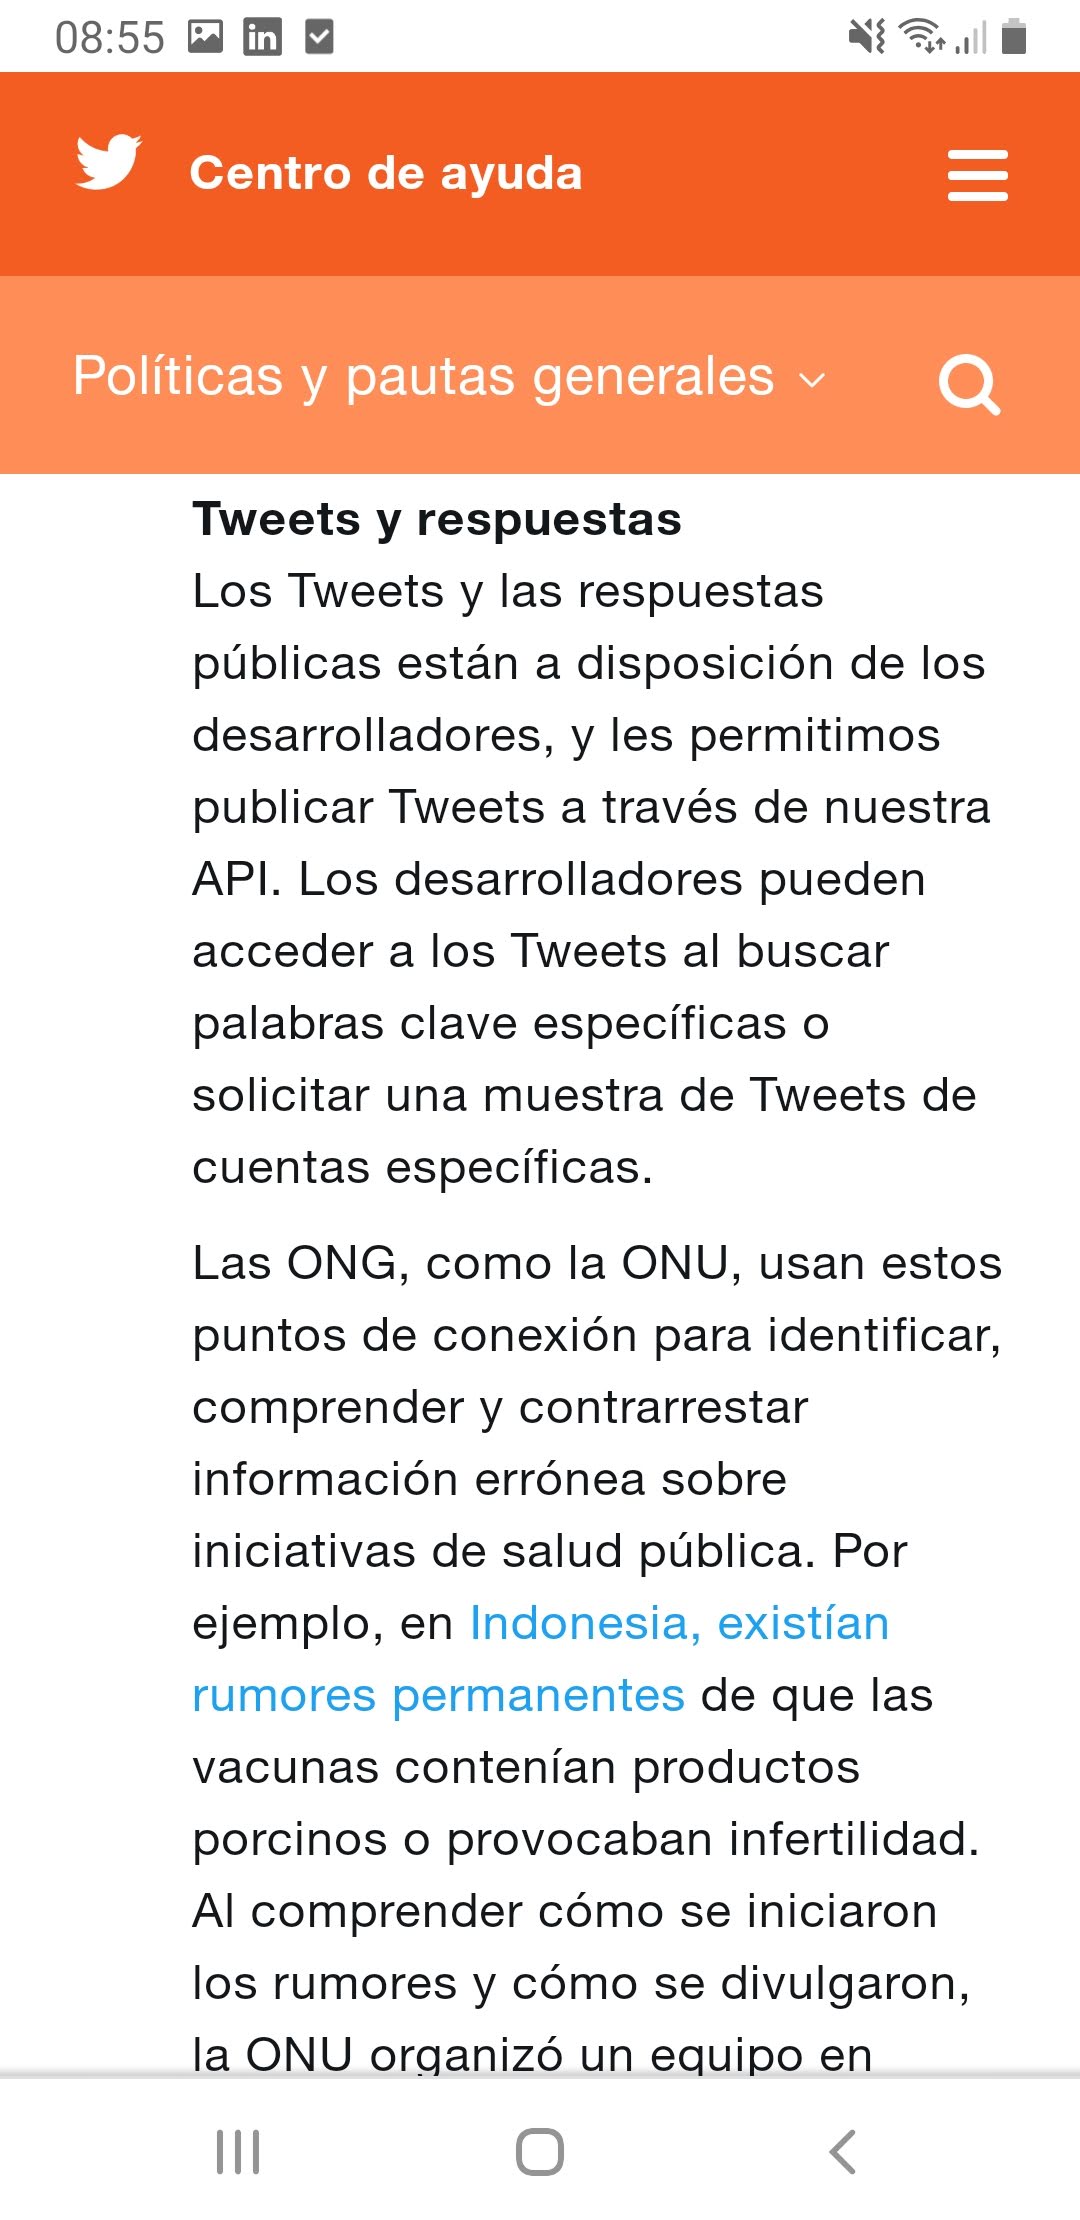 08:55
Centro de ayuda
Políticas y pautas generales
Tweets y respuestas
Los Tweets y las respuestas
públicas están a disposición de los
desarrolladores, y les permitimos
publicar Tweets a través de nuestra
API. Los desarrolladores pueden
acceder a los Tweets al buscar
palabras clave específicas o
solicitar una muestra de Tweets de
cuentas específicas.
Las ONG, como la ONU, usan estos
puntos de conexión para identificar,
comprender y contrarrestar
información errónea sobre
iniciativas de salud pública. Por
ejemplo, en Indonesia, existían
rumores permanentes de que las
vacunas contenían productos
porcinos o provocaban infertilidad.
Al comprender cómo se iniciaron
los rumores y cómo se divulgaron,
la ONU organizó un equipo en